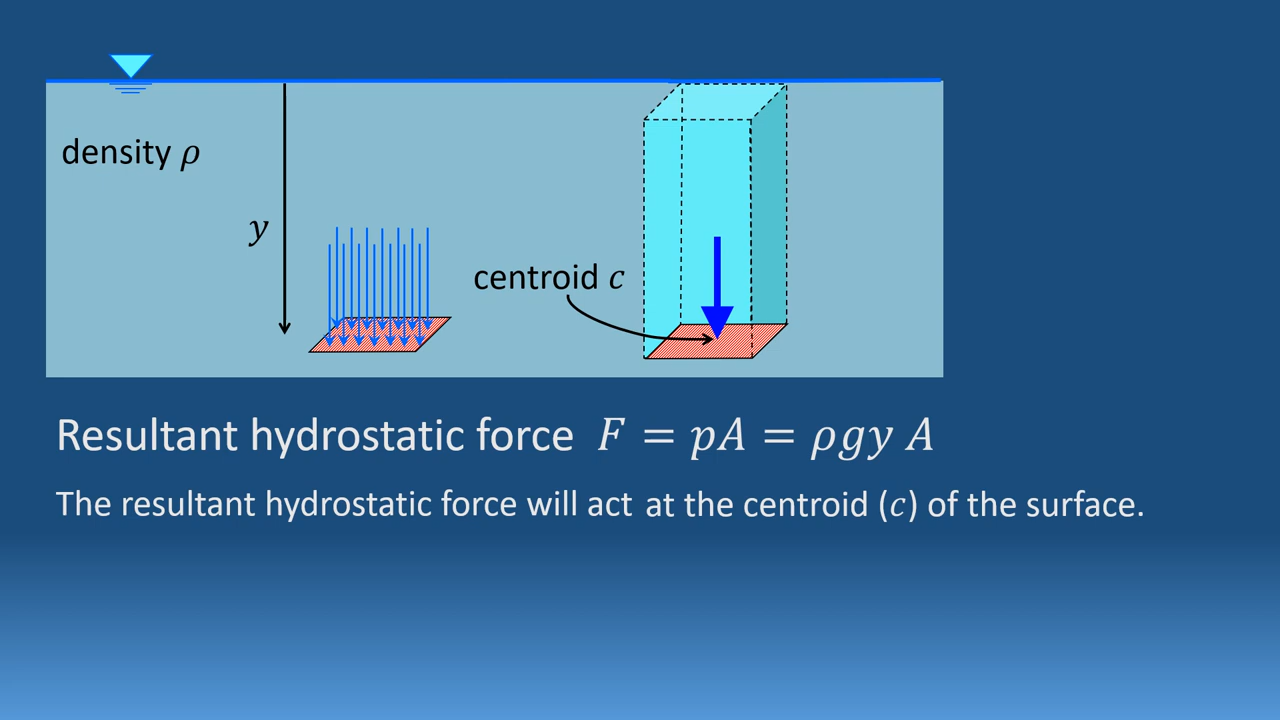 density ρ
y
centroid c
Resultant hydrostatic force F = pA = ρgy A
The resultant hydrostatic force will act at the centroid (c) of the surface.